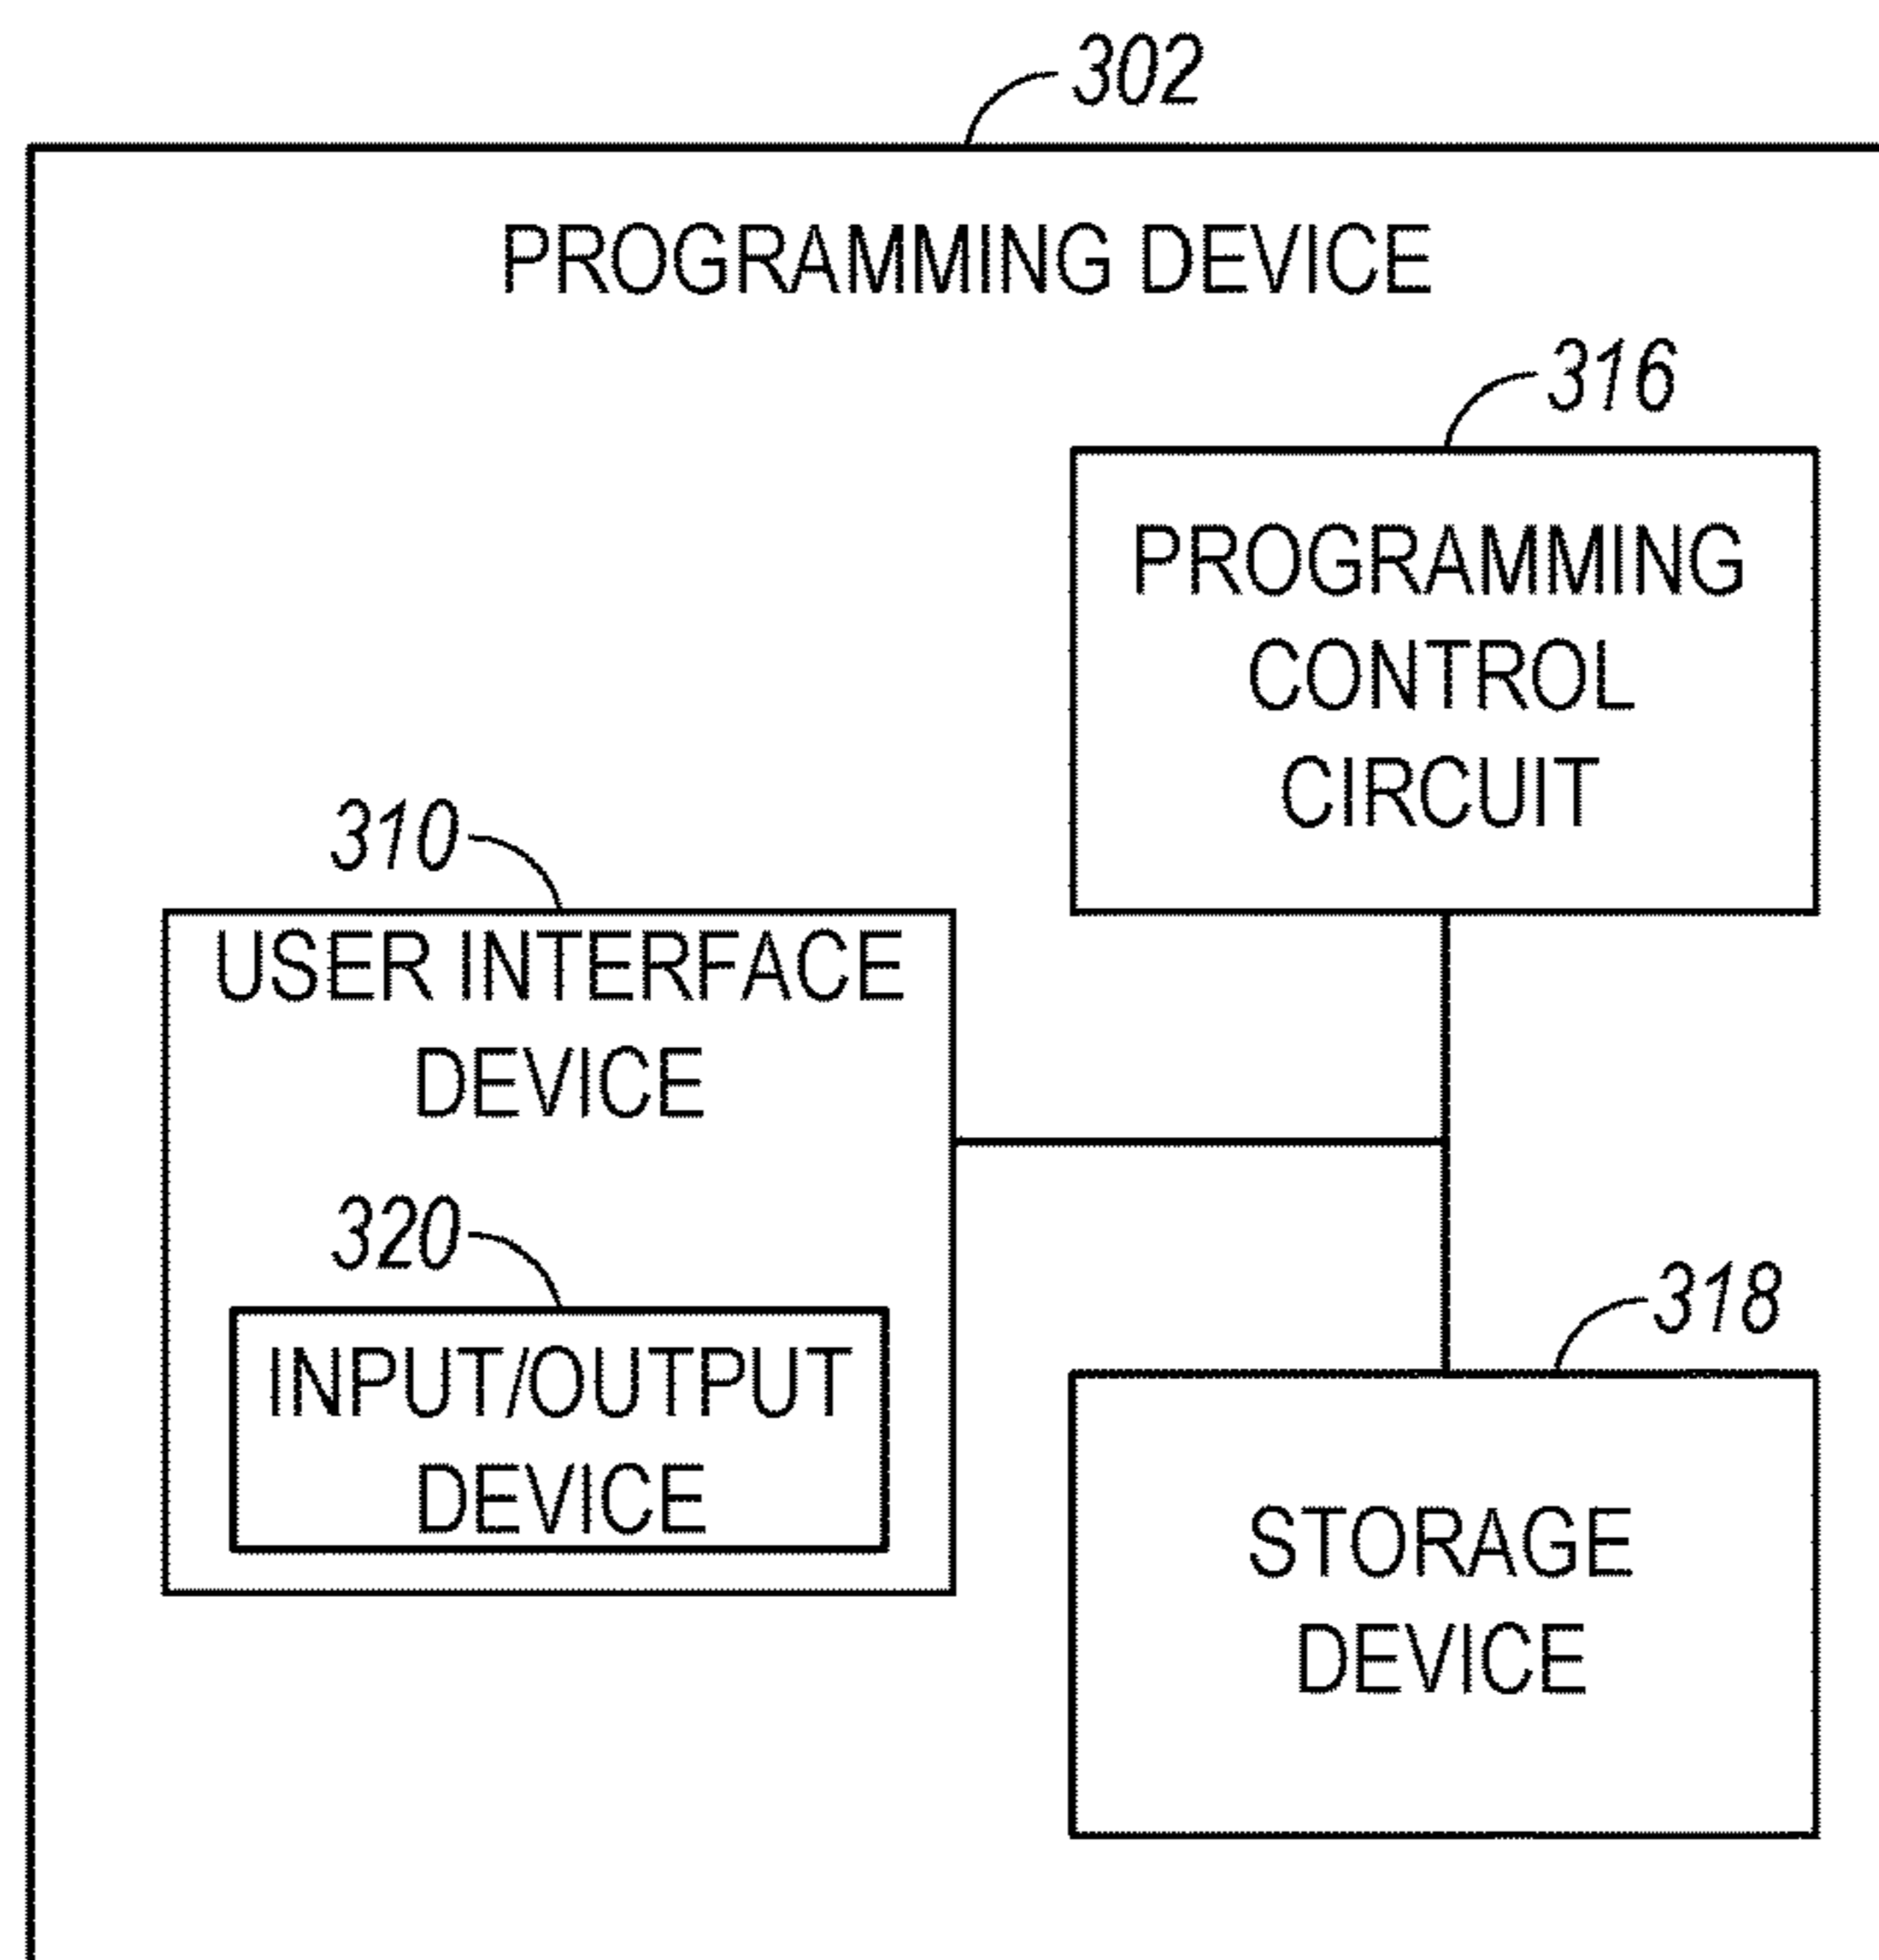 302
PROGRAMMING DEVICE
316
PROGRAMMING
CONTROL
CIRCUIT
310
USER INTERFACE
DEVICE
320
INPUT/OUTPUT
DEVICE
318
STORAGE
DEVICE